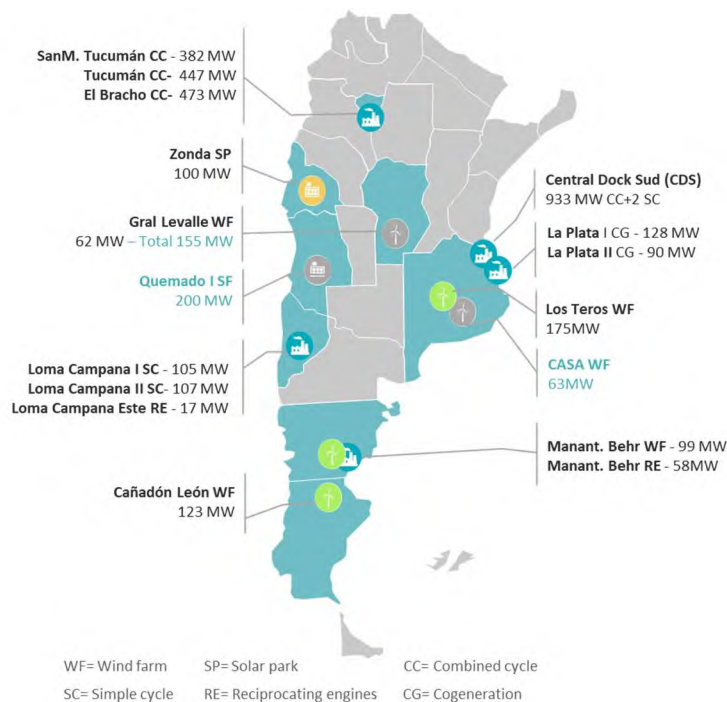 SanM. Tucumán CC - 382 MW
Tucumán CC- 447 MW
El Bracho CC- 473 MW
Zonda SP
100 MW
Gral Levalle WF
62 MW – Total 155 MW
Quemado I SF
200 MW
Loma Campana I SC - 105 MW
Loma Campana II SC- 107 MW
Loma Campana Este RE - 17 MW
Cañadón León WF
123 MW
Central Dock Sud (CDS)
933 MW CC+2 SC
La Plata I CG - 128 MW
La Plata II CG - 90 MW
Los Teros WF
175MW
CASA WF
63MW
Manant. Behr WF - 99 MW
Manant. Behr RE - 58MW
WF= Wind farm SP= Solar park CC= Combined cycle
SC= Simple cycle RE= Reciprocating engines CG= Cogeneration